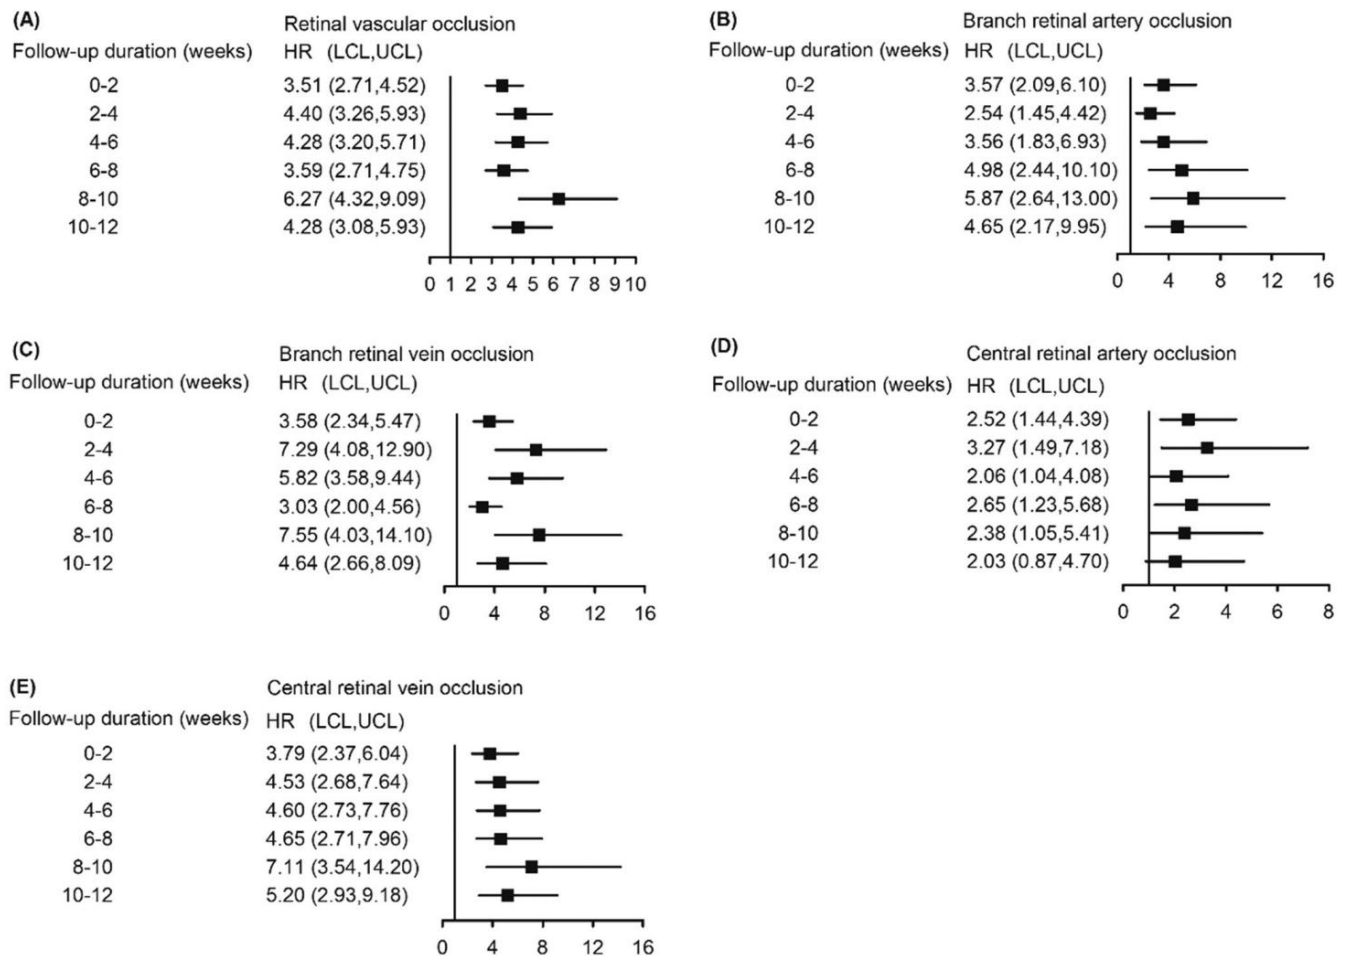 (A) Retinal vascular occlusion
Follow-up duration (weeks) HR (LCL,UCL)
0-2 3.51 (2.71,4.52)
2-4 4.40 (3.26,5.93)
4-6 4.28 (3.20,5.71)
6-8 3.59 (2.71,4.75)
8-10 6.27 (4.32,9.09)
10-12 4.28 (3.08,5.93)
0 1 2 3 4 5 6 7 8 9 10
(B) Branch retinal artery occlusion
Follow-up duration (weeks) HR (LCL,UCL)
0-2 3.57 (2.09,6.10)
2-4 2.54 (1.45,4.42)
4-6 3.56 (1.83,6.93)
6-8 4.98 (2.44,10.10)
8-10 5.87 (2.64,13.00)
10-12 4.65 (2.17,9.95)
0 4 8 12 16
(C) Branch retinal vein occlusion
Follow-up duration (weeks) HR (LCL,UCL)
0-2 3.58 (2.34,5.47)
2-4 7.29 (4.08,12.90)
4-6 5.82 (3.58,9.44)
6-8 3.03 (2.00,4.56)
8-10 7.55 (4.03,14.10)
10-12 4.64 (2.66,8.09)
0 4 8 12 16
(D) Central retinal artery occlusion
Follow-up duration (weeks) HR (LCL,UCL)
0-2 2.52 (1.44,4.39)
2-4 3.27 (1.49,7.18)
4-6 2.06 (1.04,4.08)
6-8 2.65 (1.23,5.68)
8-10 2.38 (1.05,5.41)
10-12 2.03 (0.87,4.70)
0 2 4 6 8
(E) Central retinal vein occlusion
Follow-up duration (weeks) HR (LCL,UCL)
0-2 3.79 (2.37,6.04)
2-4 4.53 (2.68,7.64)
4-6 4.60 (2.73,7.76)
6-8 4.65 (2.71,7.96)
8-10 7.11 (3.54,14.20)
10-12 5.20 (2.93,9.18)
0 4 8 12 16